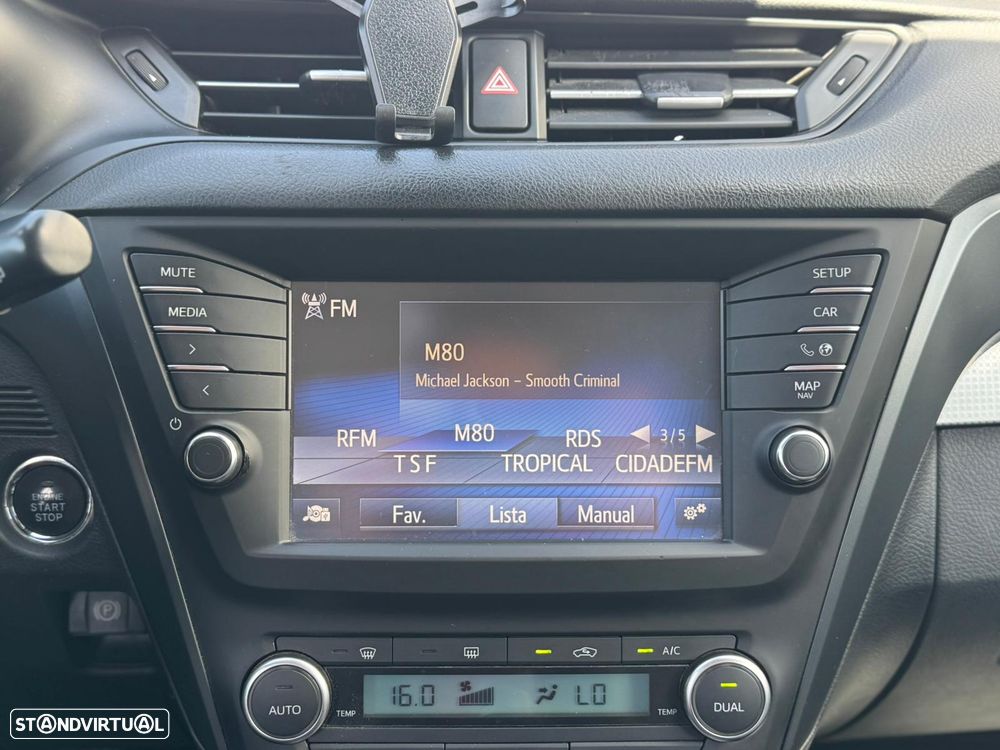 MUTE
MEDIA
>
<
SETUP
CAR
MAP
NAV
FM
M80
Michael Jackson – Smooth Criminal
RFM M80 RDS 3/5
TSF TROPICAL CIDADEFM
Fav. Lista Manual
ENGINE
START
STOP
P
A/C
AUTO
TEMP
16.0 LO
TEMP
DUAL
STANDVIRTUAL